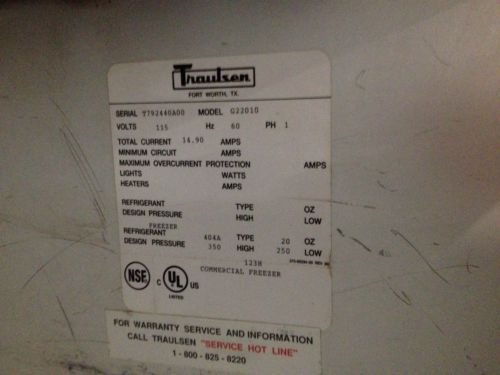 Traulsen
FORT WORTH, TX.
SERIAL T792440A00 MODEL G22010
VOLTS 115 Hz 60 PH 1
TOTAL CURRENT 14.90 AMPS
MINIMUM CIRCUIT AMPS
MAXIMUM OVERCURRENT PROTECTION AMPS
LIGHTS WATTS
HEATERS AMPS
REFRIGERANT TYPE OZ
DESIGN PRESSURE HIGH LOW
FREEZER
REFRIGERANT 404A TYPE 20 OZ
DESIGN PRESSURE 350 HIGH 250 LOW
123H
COMMERCIAL FREEZER
NSF C UL US
LISTED
FOR WARRANTY SERVICE AND INFORMATION
CALL TRAULSEN "SERVICE HOT LINE"
1-800-825-8220